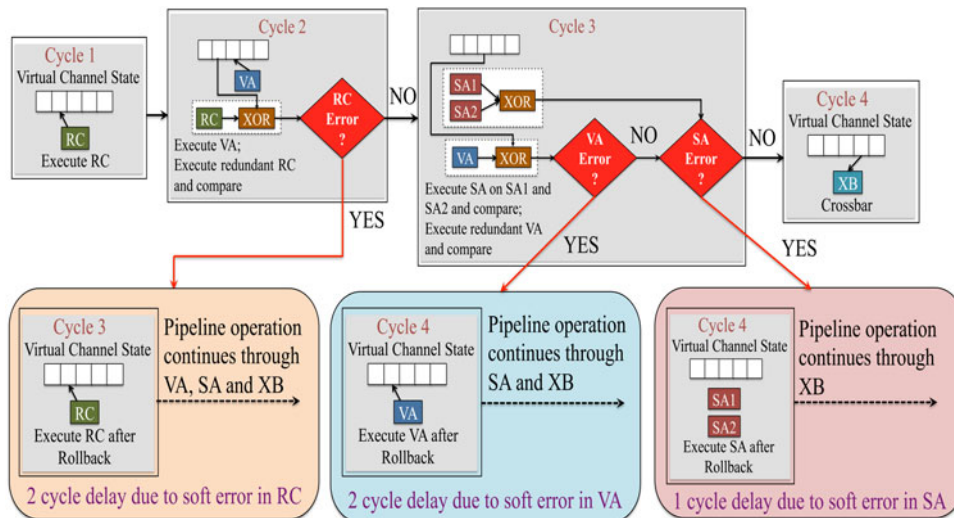 Cycle 1
Virtual Channel State
RC
Execute RC
Cycle 2
VA
RC
XOR
Execute VA;
Execute redundant RC
and compare
RC
Error
?
NO
YES
Cycle 3
SA1
SA2
XOR
VA
XOR
Execute SA on SA1 and
SA2 and compare;
Execute redundant VA
and compare
VA
Error
?
NO
YES
SA
Error
?
NO
YES
Cycle 4
Virtual Channel State
XB
Crossbar
Cycle 3
Virtual Channel State
RC
Execute RC after
Rollback
Pipeline operation
continues through
VA, SA and XB
2 cycle delay due to soft error in RC
Cycle 4
Virtual Channel State
VA
Execute VA after
Rollback
Pipeline operation
continues through
SA and XB
2 cycle delay due to soft error in VA
Cycle 4
Virtual Channel State
SA1
SA2
Execute SA after
Rollback
Pipeline operation
continues through
XB
1 cycle delay due to soft error in SA